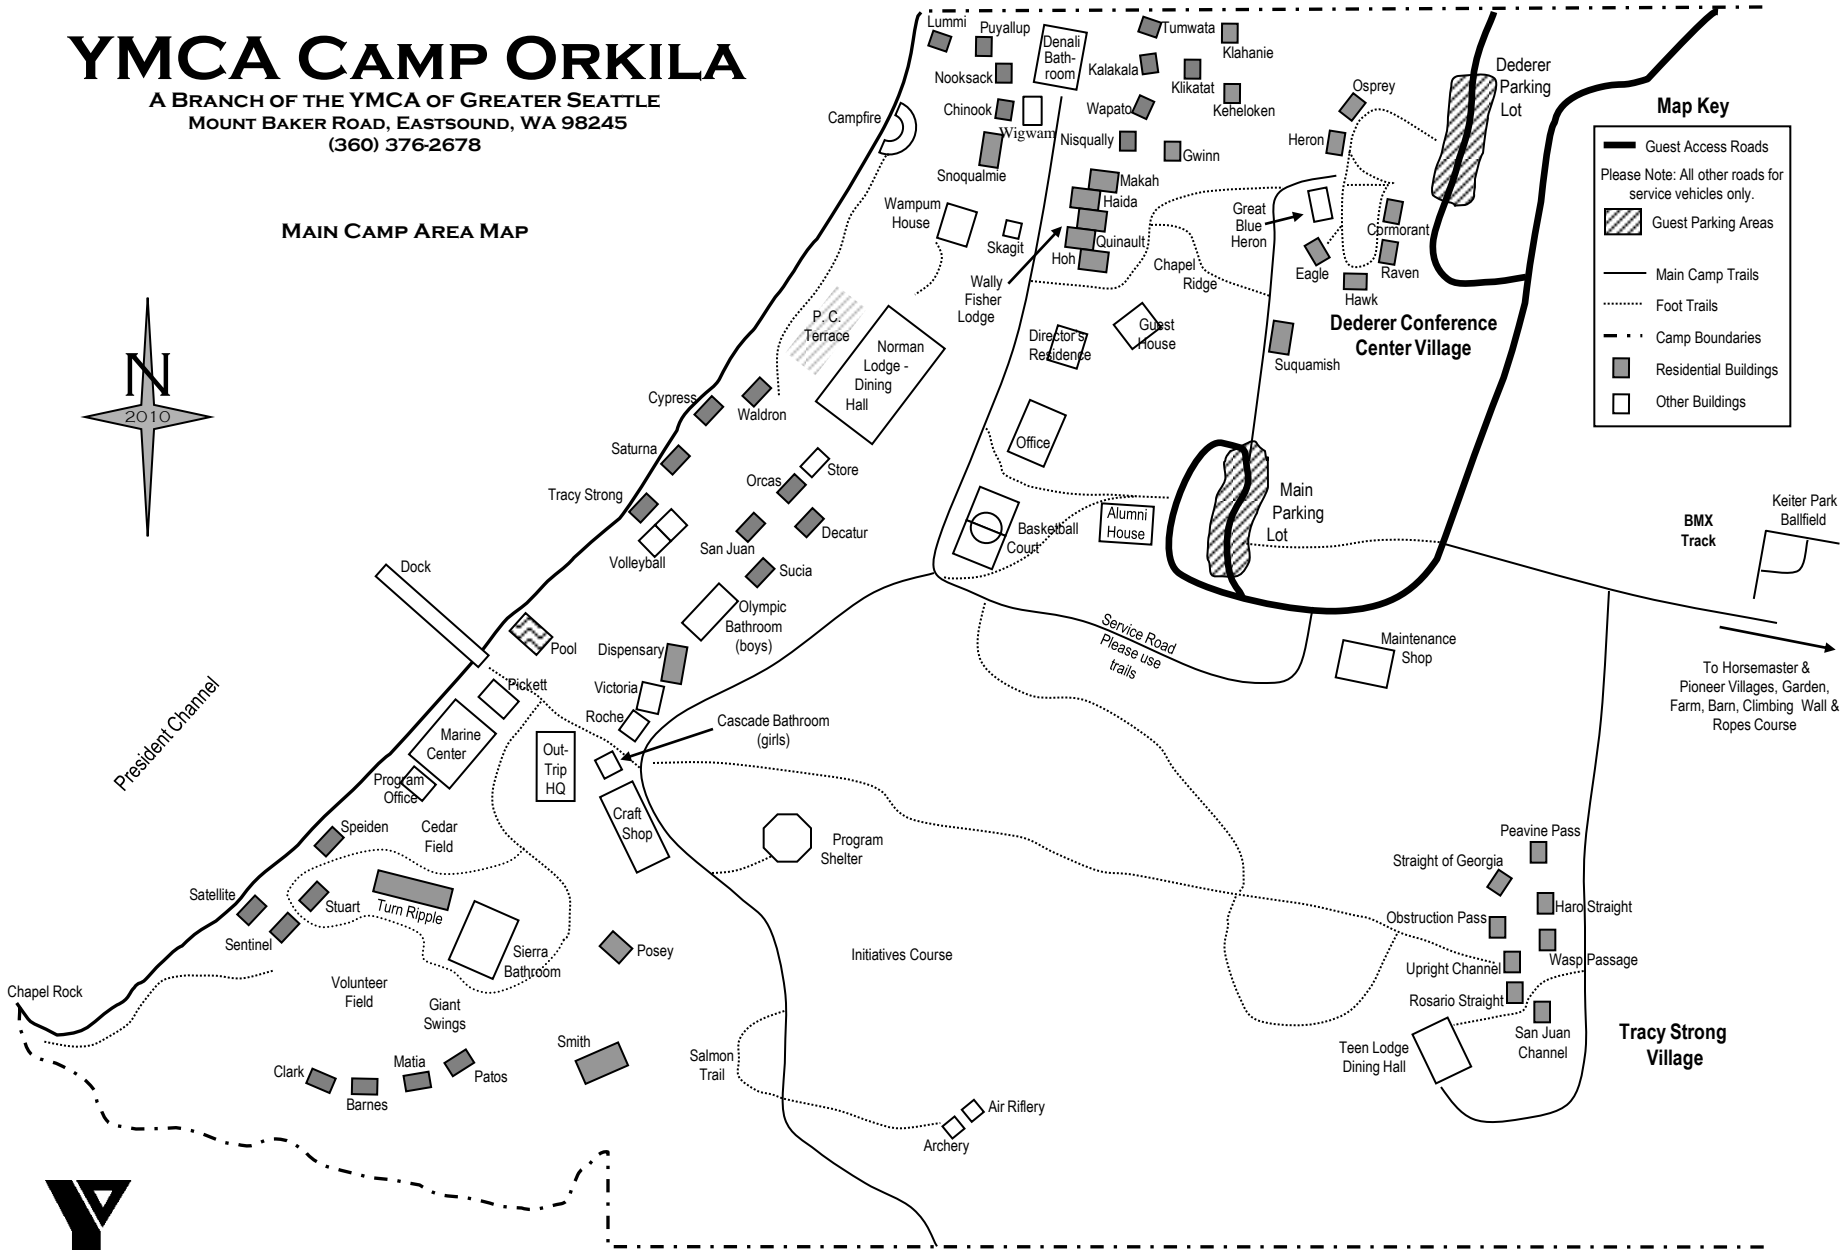 YMCA CAMP ORKILA
A BRANCH OF THE YMCA OF GREATER SEATTLE
MOUNT BAKER ROAD, EASTSOUND, WA 98245
(360) 376-2678
MAIN CAMP AREA MAP
N
2010
Lummi
Puyallup
Nooksack
Chinook
Wigwam
Snoqualmie
Denali
Bath-
room
Tumwata
Klahanie
Kalakala
Klikatat
Keheloken
Wapato
Nisqually
Gwinn
Campfire
Makah
Haida
Quinault
Hoh
Wampum
House
Skagit
Wally
Fisher
Lodge
Chapel
Ridge
Osprey
Heron
Great
Blue
Heron
Cormorant
Eagle
Raven
Hawk
Dederer
Parking
Lot
Dederer Conference
Center Village
Suquamish
Map Key
Guest Access Roads
Please Note: All other roads for
service vehicles only.
Guest Parking Areas
Main Camp Trails
Foot Trails
Camp Boundaries
Residential Buildings
Other Buildings
P. C.
Terrace
Norman
Lodge -
Dining
Hall
Director's
Residence
Guest
House
Cypress
Waldron
Office
Saturna
Store
Orcas
Tracy Strong
Decatur
San Juan
Volleyball
Sucia
Basketball
Court
Alumni
House
Main
Parking
Lot
BMX
Track
Keiter Park
Ballfield
Dock
Olympic
Bathroom
(boys)
Pool
Dispensary
Service Road
Please use
trails
Maintenance
Shop
To Horsemaster &
Pioneer Villages, Garden,
Farm, Barn, Climbing Wall &
Ropes Course
President Channel
Pickett
Victoria
Roche
Cascade Bathroom
(girls)
Marine
Center
Out-
Trip
HQ
Program
Office
Craft
Shop
Speiden
Cedar
Field
Program
Shelter
Peavine Pass
Straight of Georgia
Satellite
Stuart
Turn Ripple
Haro Straight
Obstruction Pass
Sentinel
Sierra
Bathroom
Posey
Initiatives Course
Wasp Passage
Upright Channel
Chapel Rock
Volunteer
Field
Giant
Swings
Rosario Straight
San Juan
Channel
Tracy Strong
Village
Smith
Salmon
Trail
Teen Lodge
Dining Hall
Clark
Barnes
Matia
Patos
Air Riflery
Archery